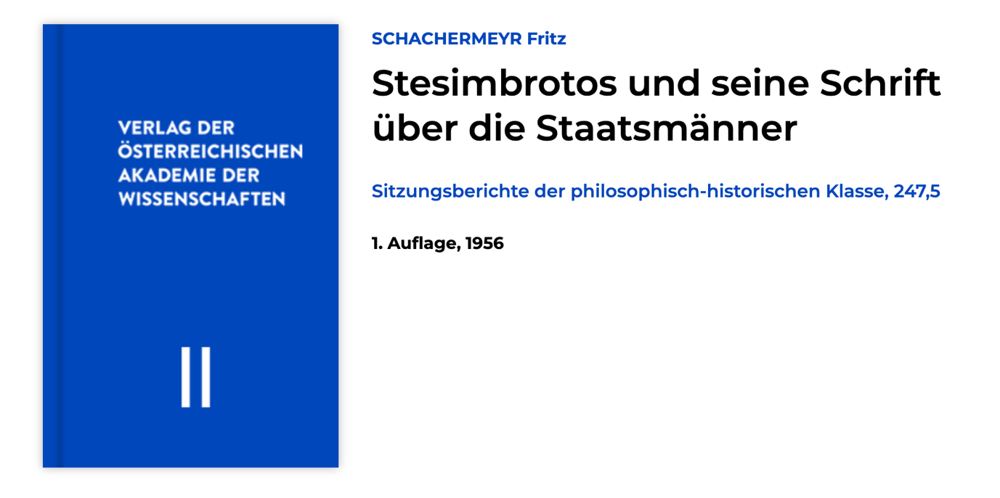 VERLAG DER
ÖSTERREICHISCHEN
AKADEMIE DER
WISSENSCHAFTEN
SCHACHERMEYR Fritz
Stesimbrotos und seine Schrift
über die Staatsmänner
Sitzungsberichte der philosophisch-historischen Klasse, 247,5
1. Auflage, 1956